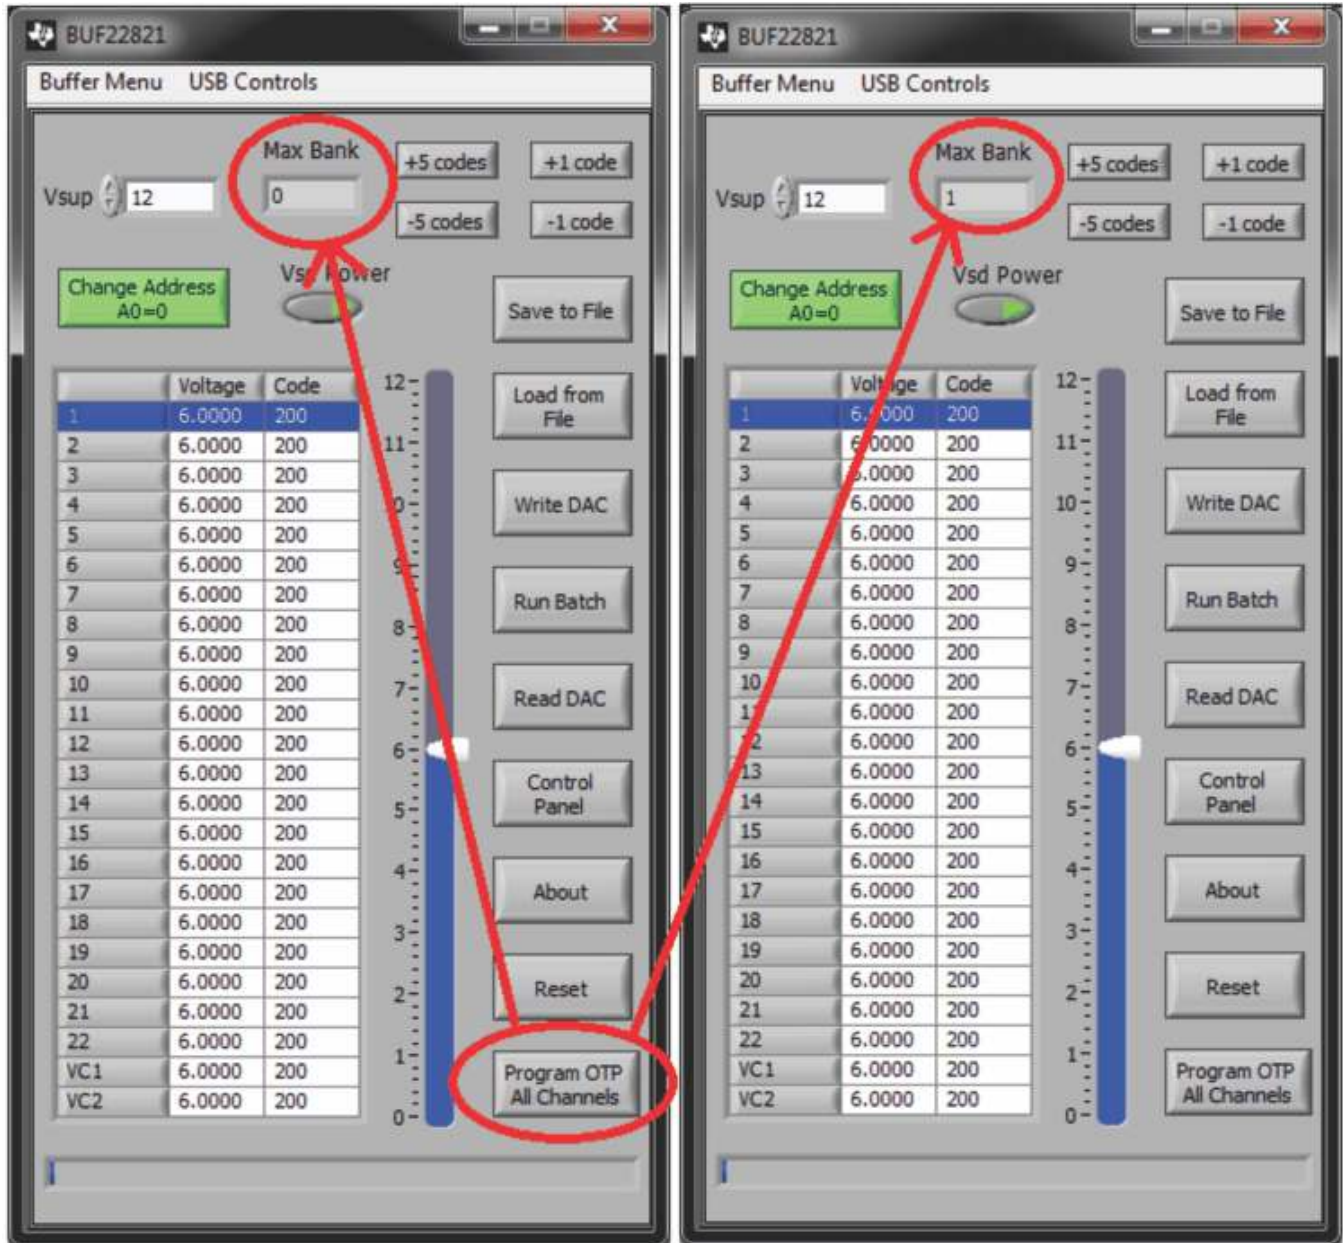 BUF22821
Buffer Menu USB Controls
Max Bank
+5 codes +1 code
Vsup 12 0
-5 codes -1 code
Change Address
A0=0
Vsd Power
Save to File
Voltage Code
1 6.0000 200
2 6.0000 200
3 6.0000 200
4 6.0000 200
5 6.0000 200
6 6.0000 200
7 6.0000 200
8 6.0000 200
9 6.0000 200
10 6.0000 200
11 6.0000 200
12 6.0000 200
13 6.0000 200
14 6.0000 200
15 6.0000 200
16 6.0000 200
17 6.0000 200
18 6.0000 200
19 6.0000 200
20 6.0000 200
21 6.0000 200
22 6.0000 200
VC1 6.0000 200
VC2 6.0000 200
12
11
9
8
7
6
5
4
3
2
1
0
Load from
File
Write DAC
Run Batch
Read DAC
Control
Panel
About
Reset
Program OTP
All Channels
BUF22821
Buffer Menu USB Controls
Max Bank
+5 codes +1 code
Vsup 12 1
-5 codes -1 code
Change Address
A0=0
Vsd Power
Save to File
Voltage Code
1 6.0000 200
2 6.0000 200
3 6.0000 200
4 6.0000 200
5 6.0000 200
6 6.0000 200
7 6.0000 200
8 6.0000 200
9 6.0000 200
10 6.0000 200
11 6.0000 200
12 6.0000 200
13 6.0000 200
14 6.0000 200
15 6.0000 200
16 6.0000 200
17 6.0000 200
18 6.0000 200
19 6.0000 200
20 6.0000 200
21 6.0000 200
22 6.0000 200
VC1 6.0000 200
VC2 6.0000 200
12
11
10
9
8
7
6
5
4
3
2
1
0
Load from
File
Write DAC
Run Batch
Read DAC
Control
Panel
About
Reset
Program OTP
All Channels